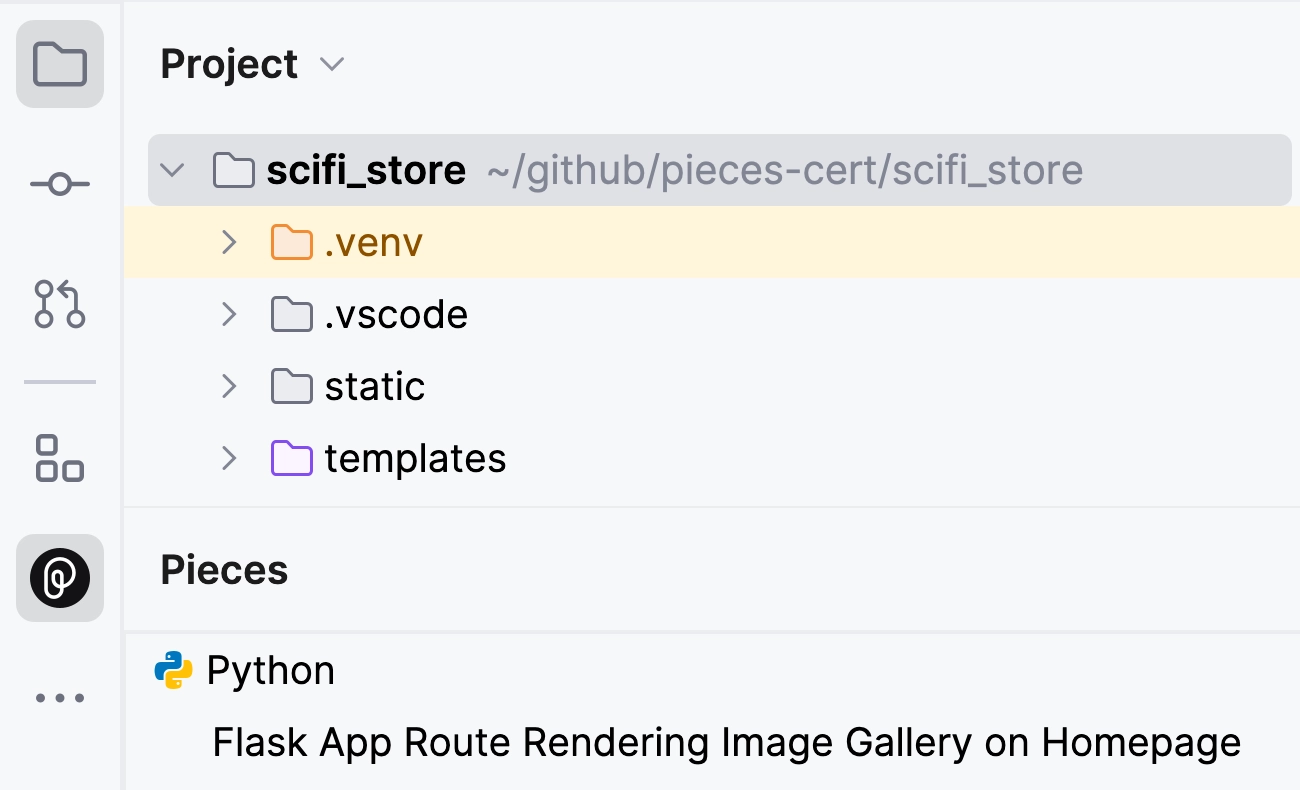 Project
scifi_store ~/github/pieces-cert/scifi_store
.venv
.vscode
static
templates
Pieces
Python
Flask App Route Rendering Image Gallery on Homepage